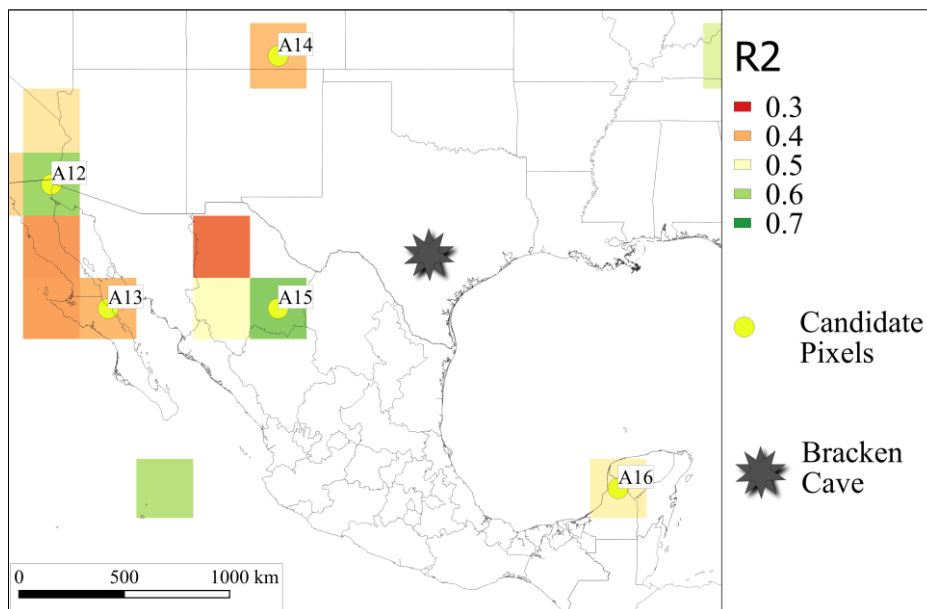 A14
A12
A13
A15
A16
0 500 1000 km
R2
0.3
0.4
0.5
0.6
0.7
Candidate
Pixels
Bracken
Cave